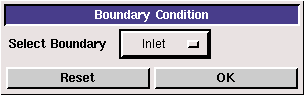 Boundary Condition
Select Boundary Inlet
Reset OK